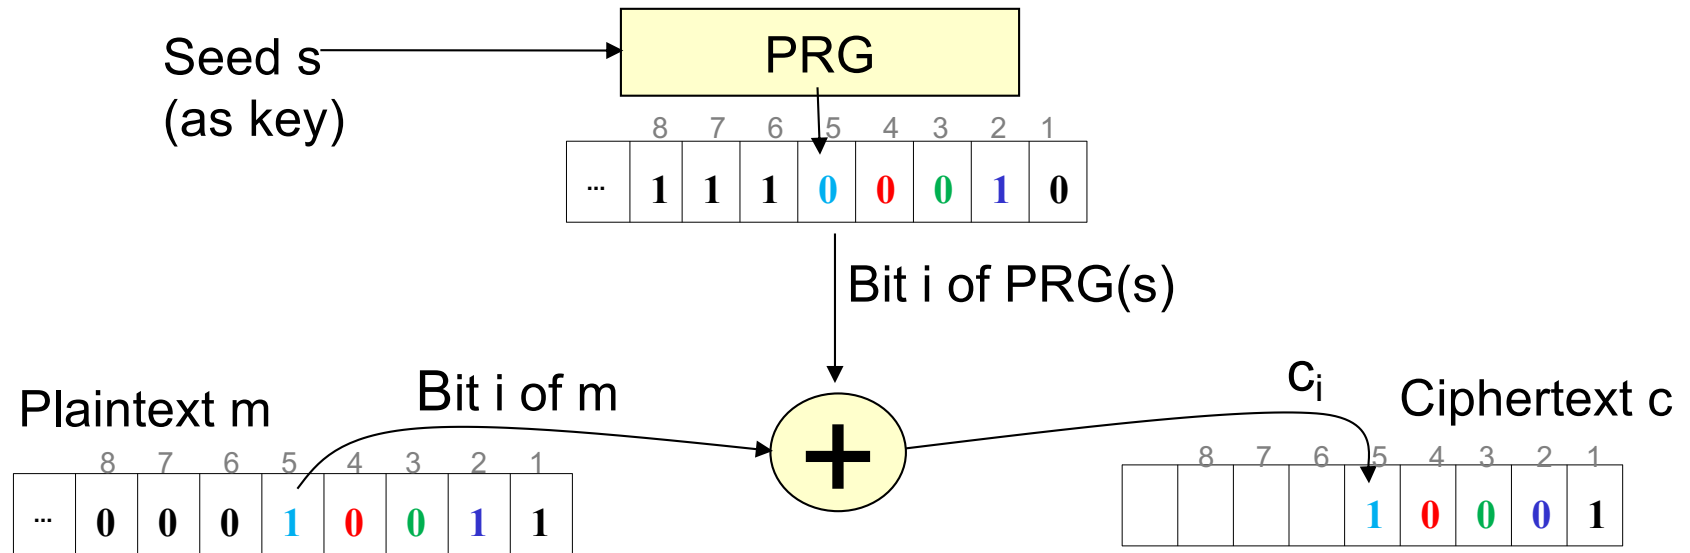 PRG
Seed s
(as key)
8 7 6 5 4 3 2 1
... 1 1 1 0 0 0 1 0
Bit i of PRG(s)
Plaintext m
Bit i of m
+
cᵢ
Ciphertext c
8 7 6 5 4 3 2 1
... 0 0 0 1 0 0 1 1
8 7 6 5 4 3 2 1
1 0 0 0 1